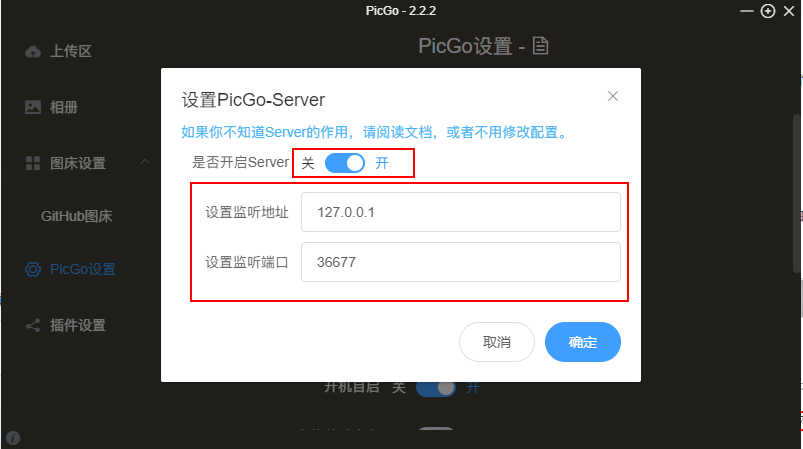 PicGo - 2.2.2
PicGo设置 -
上传区
相册
图床设置
GitHub图床
PicGo设置
插件设置
设置PicGo-Server
如果你不知道Server的作用，请阅读文档，或者不用修改配置。
是否开启Server 关 开
设置监听地址 127.0.0.1
设置监听端口 36677
取消 确定
开机自启 关 开